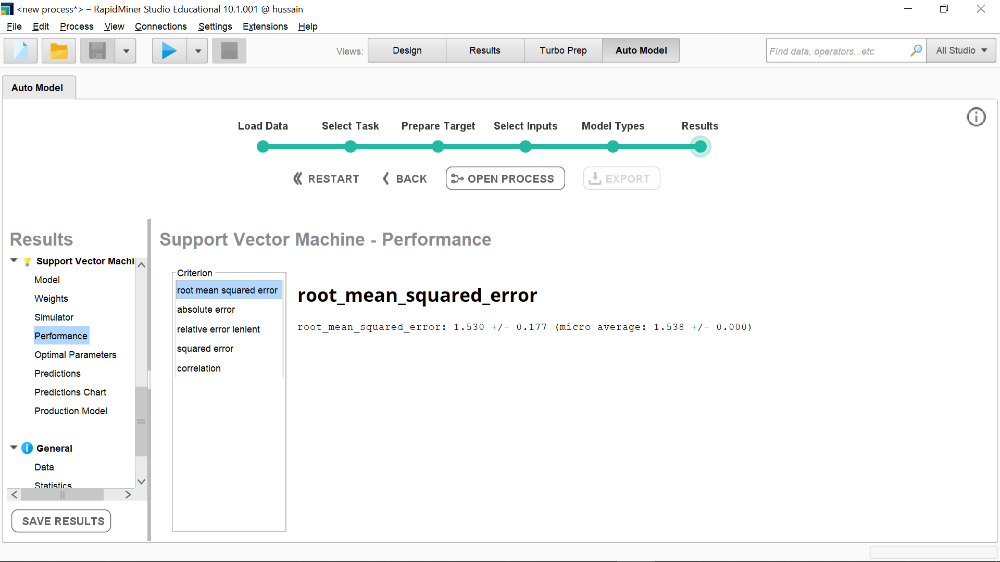 <new process*> – RapidMiner Studio Educational 10.1.001 @ hussain
File Edit Process View Connections Settings Extensions Help
Views: Design Results Turbo Prep Auto Model Find data, operators...etc All Studio
Auto Model
Load Data Select Task Prepare Target Select Inputs Model Types Results
RESTART BACK OPEN PROCESS EXPORT
Results
Support Vector Machi
Model
Weights
Simulator
Performance
Optimal Parameters
Predictions
Predictions Chart
Production Model
General
Data
Statistics
SAVE RESULTS
Support Vector Machine - Performance
Criterion
root mean squared error
absolute error
relative error lenient
squared error
correlation
root_mean_squared_error
root_mean_squared_error: 1.530 +/- 0.177 (micro average: 1.538 +/- 0.000)